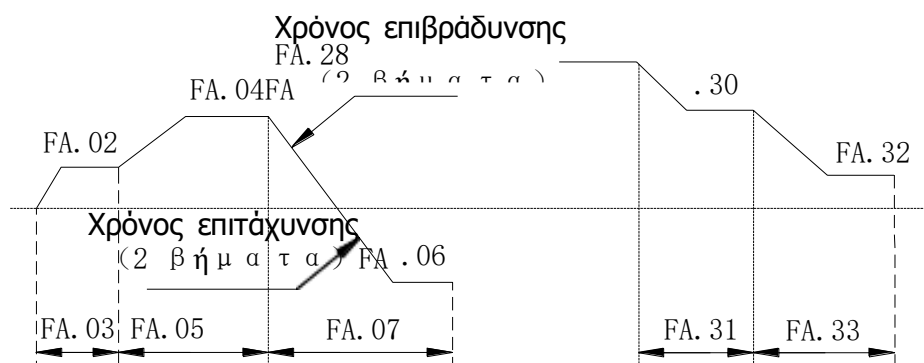 Χρόνος επιβράδυνσης
FA.28
(2 βήματα)
FA.04FA
.30
FA.02
FA.32
Χρόνος επιτάχυνσης
(2 βήματα) FA .06
FA.03 FA.05 FA.07 FA.31 FA.33